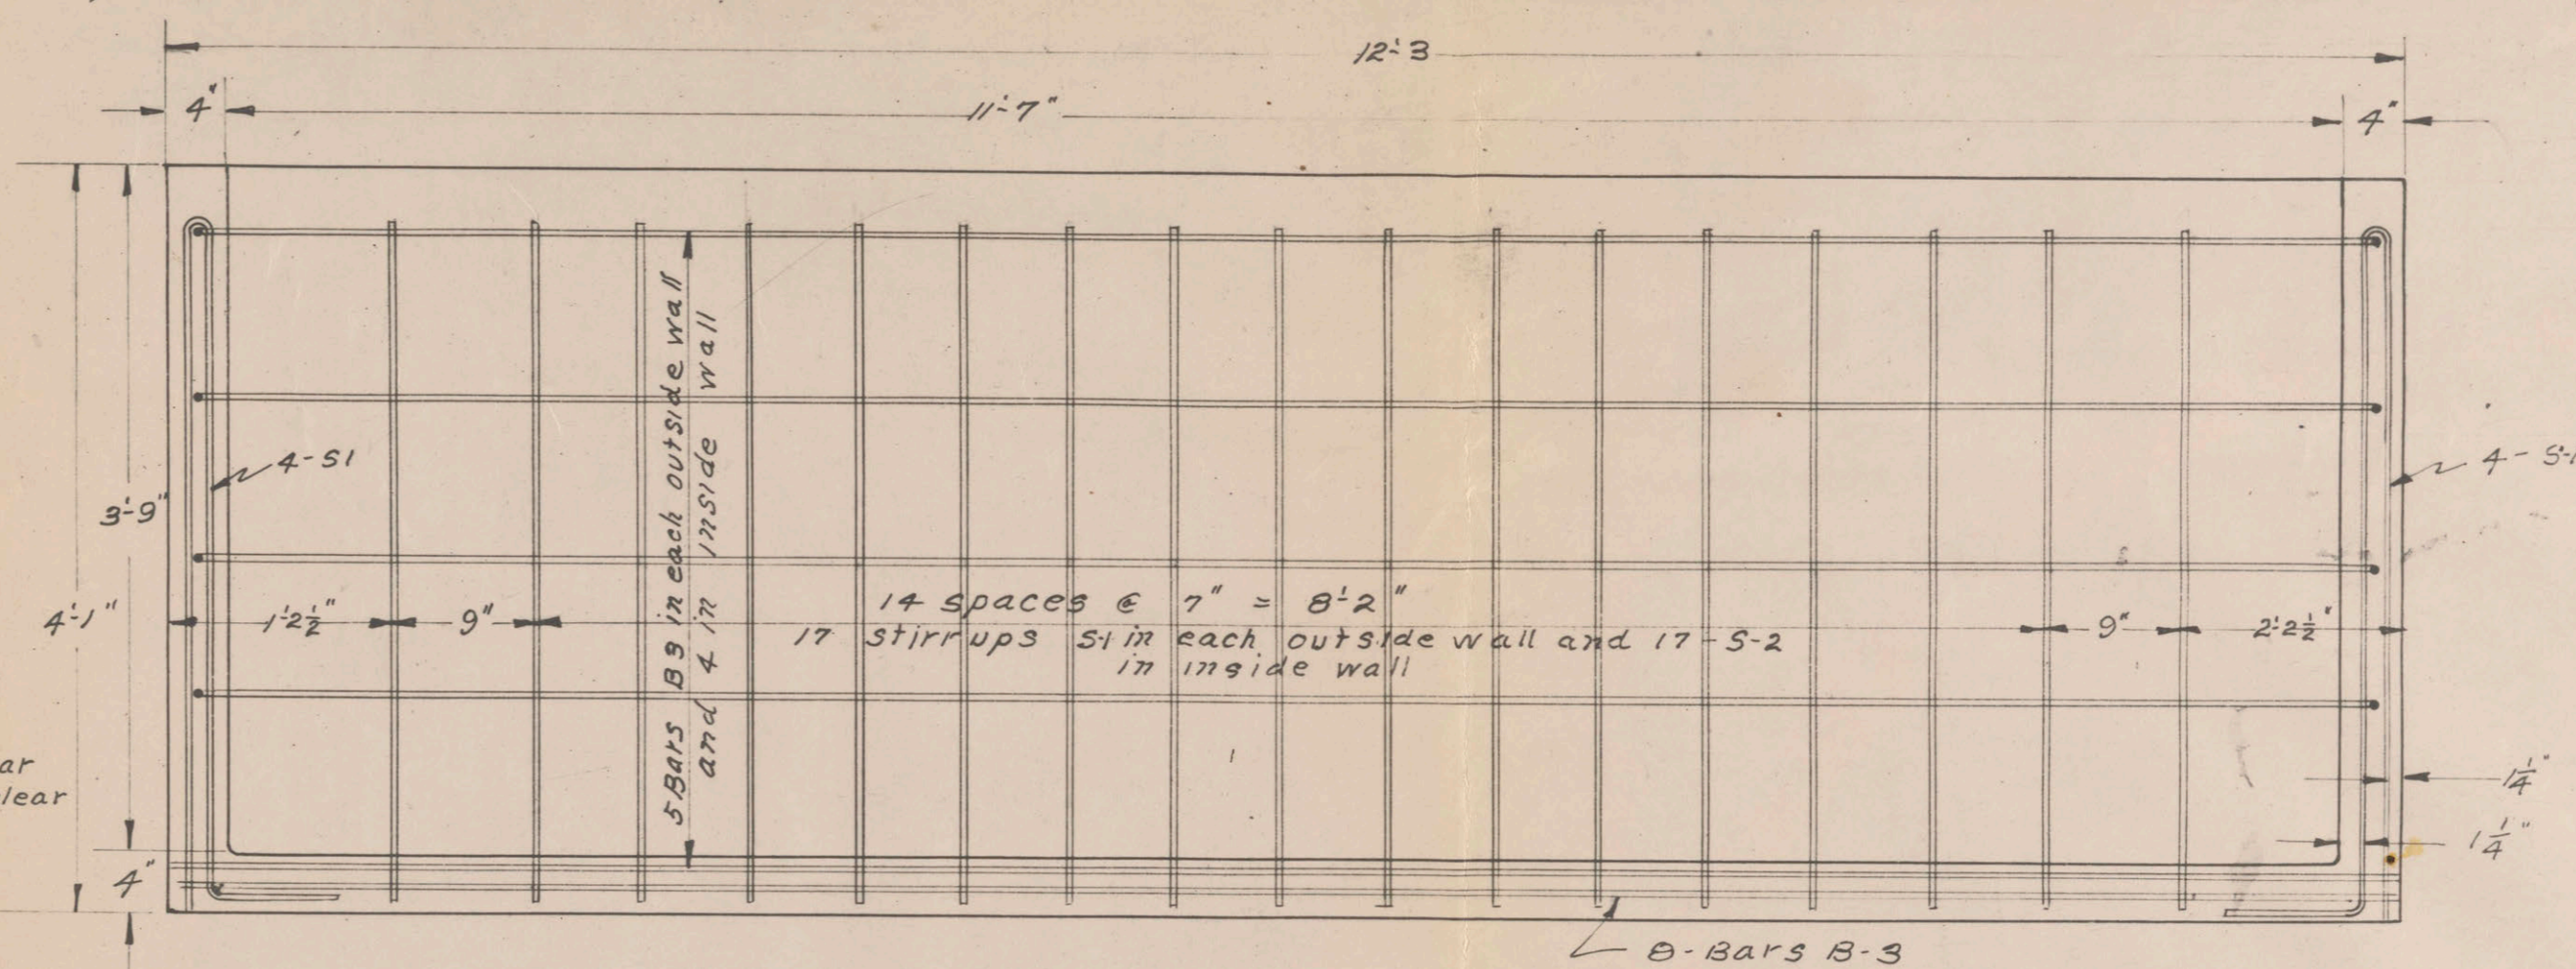 12'-3
4"
11'-7"
4"
4-S1
4- S-1
3'-9"
4'-1"
1'2½"
9"
5 Bars B3 in each outside wall
and 4 in inside wall
14 spaces @ 7" = 8'-2"
17 stirrups S-1 in each outside wall and 17-S-2
in inside wall
9"
2'-2½"
ar
lear
4"
1¼"
1¼"
8-Bars B-3